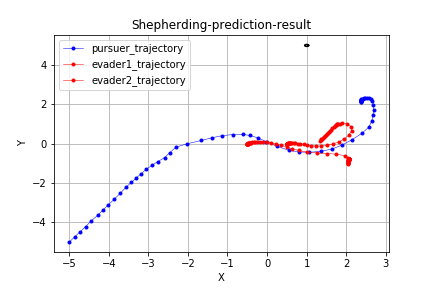 Shepherding-prediction-result
pursuer_trajectory
evader1_trajectory
evader2_trajectory
Y
4
2
0
−2
−4
−5
−4
−3
−2
−1
0
1
2
3
X